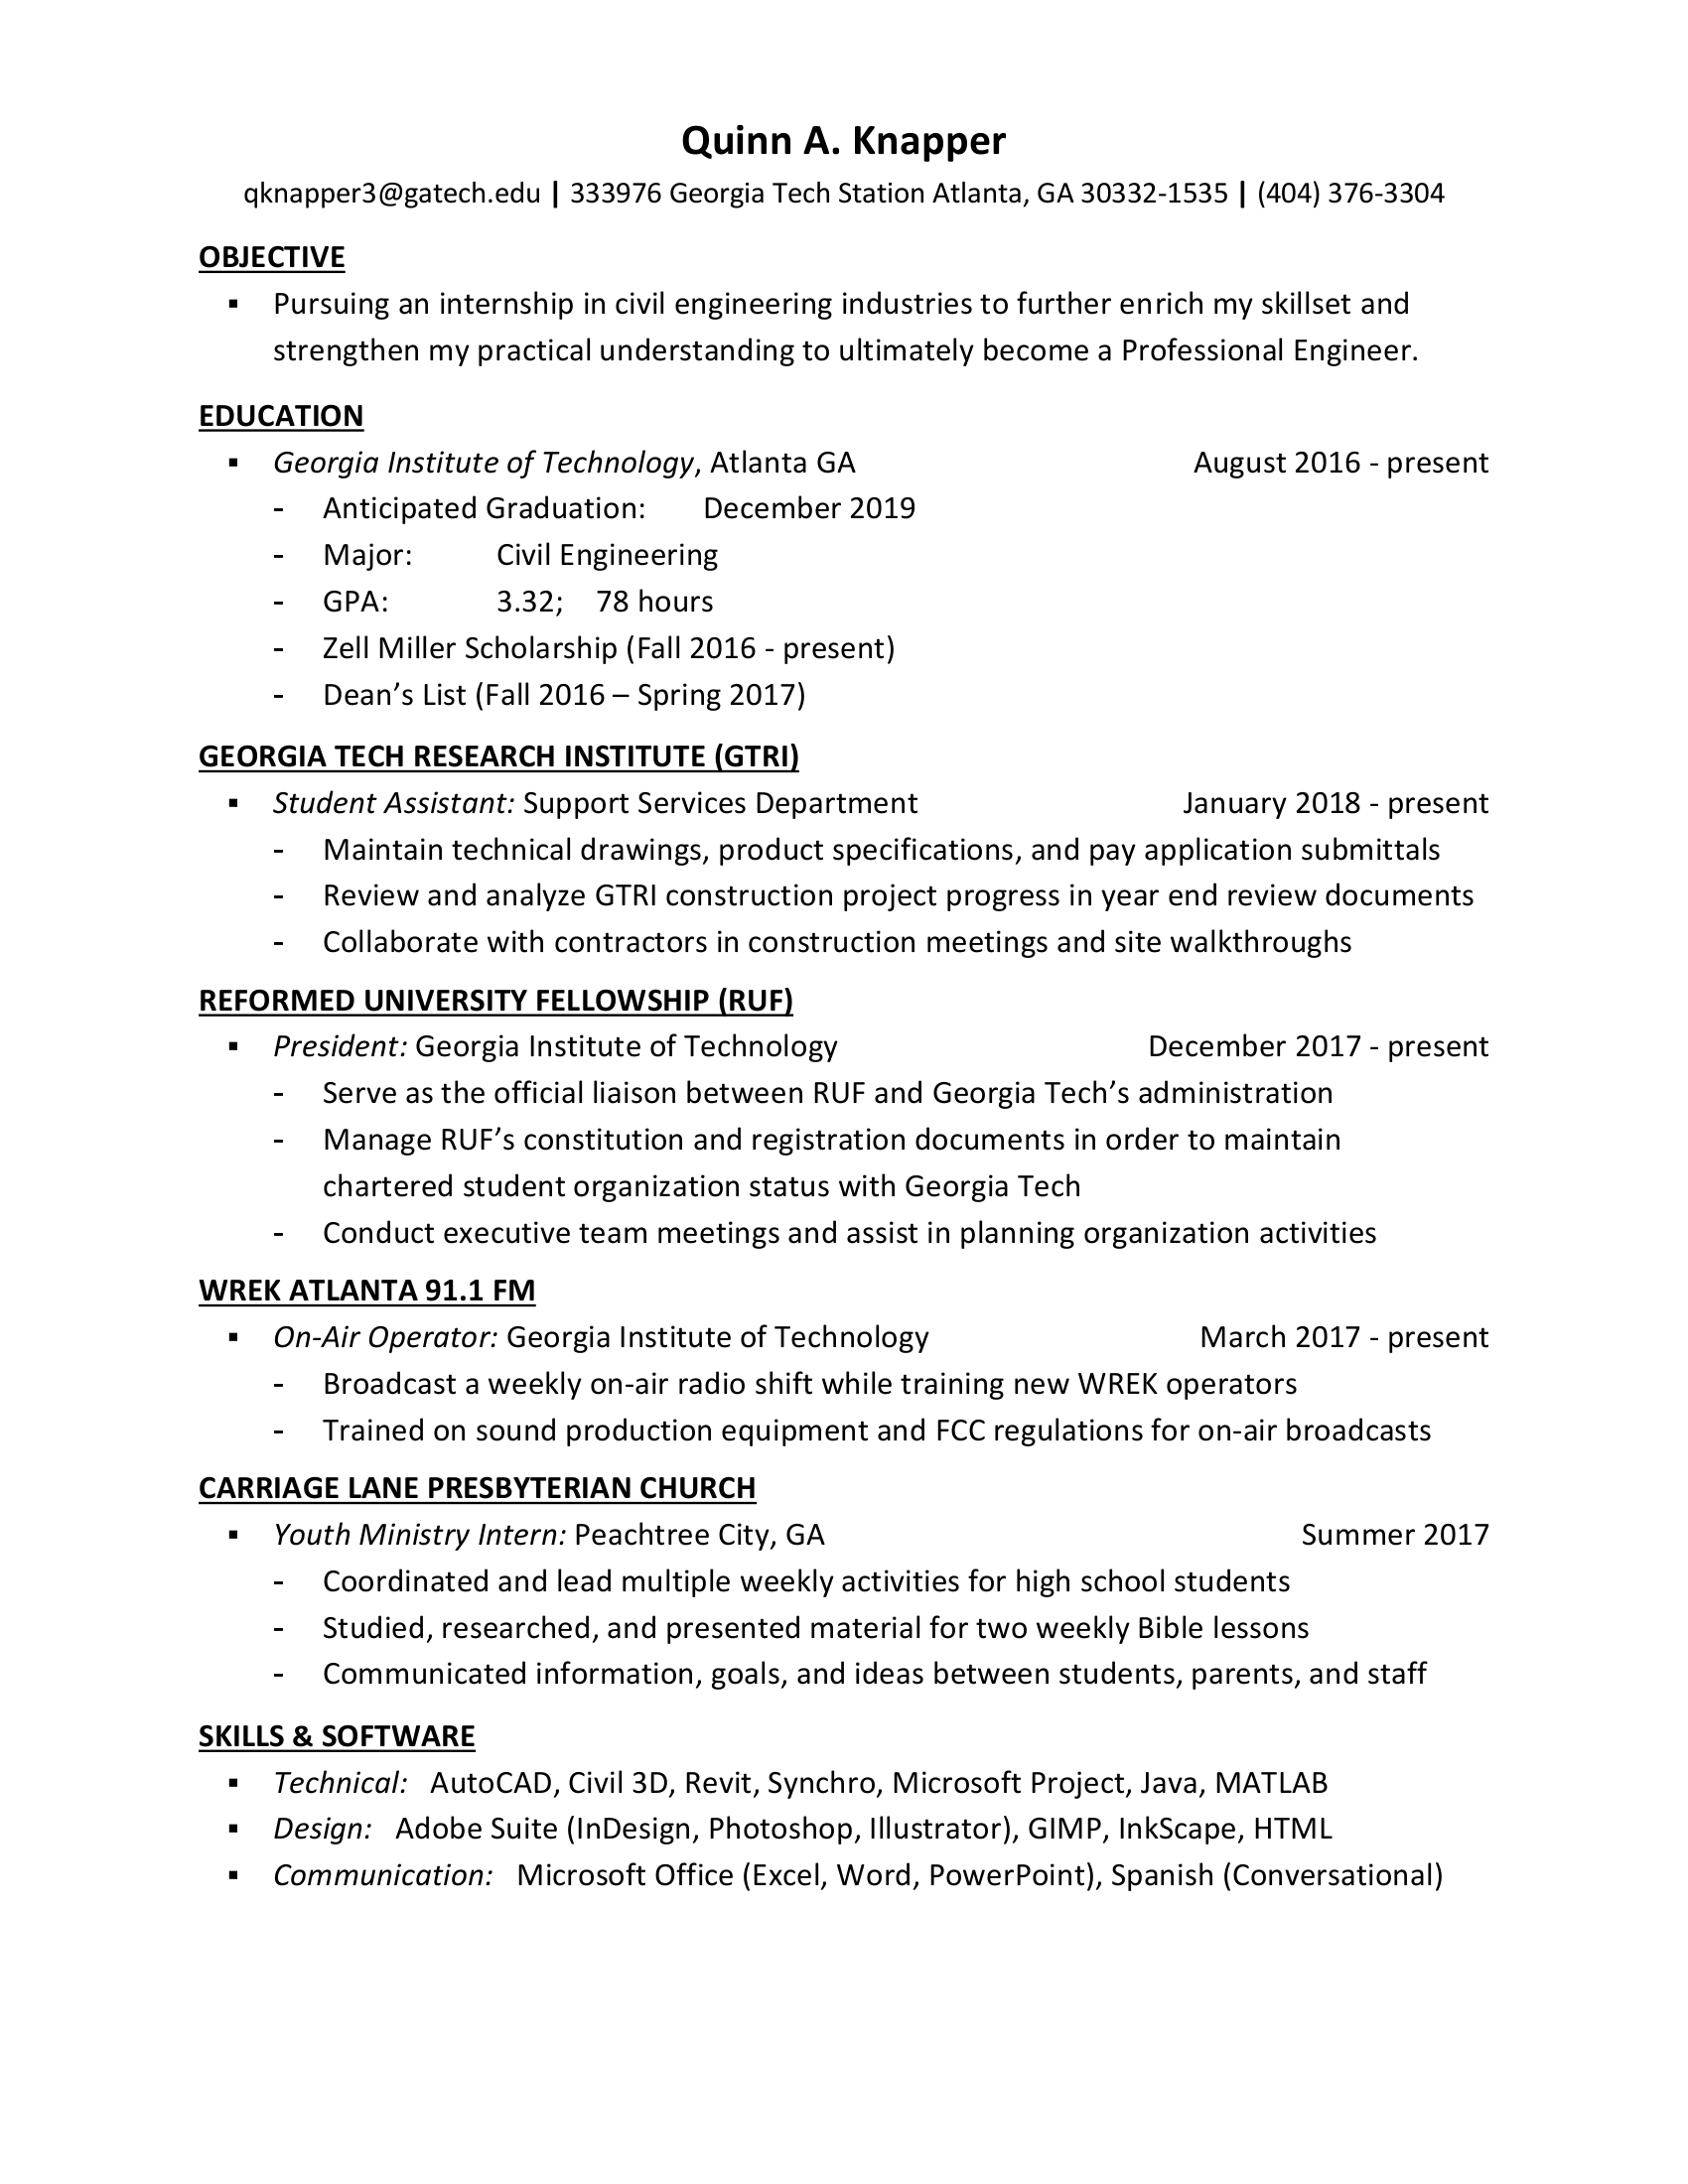 Quinn A. Knapper
qknapper3@gatech.edu | 333976 Georgia Tech Station Atlanta, GA 30332-1535 | (404) 376-3304
OBJECTIVE
▪ Pursuing an internship in civil engineering industries to further enrich my skillset and
strengthen my practical understanding to ultimately become a Professional Engineer.
EDUCATION
▪ Georgia Institute of Technology, Atlanta GA August 2016 - present
- Anticipated Graduation: December 2019
- Major: Civil Engineering
- GPA: 3.32; 78 hours
- Zell Miller Scholarship (Fall 2016 - present)
- Dean’s List (Fall 2016 – Spring 2017)
GEORGIA TECH RESEARCH INSTITUTE (GTRI)
▪ Student Assistant: Support Services Department January 2018 - present
- Maintain technical drawings, product specifications, and pay application submittals
- Review and analyze GTRI construction project progress in year end review documents
- Collaborate with contractors in construction meetings and site walkthroughs
REFORMED UNIVERSITY FELLOWSHIP (RUF)
▪ President: Georgia Institute of Technology December 2017 - present
- Serve as the official liaison between RUF and Georgia Tech’s administration
- Manage RUF’s constitution and registration documents in order to maintain
chartered student organization status with Georgia Tech
- Conduct executive team meetings and assist in planning organization activities
WREK ATLANTA 91.1 FM
▪ On-Air Operator: Georgia Institute of Technology March 2017 - present
- Broadcast a weekly on-air radio shift while training new WREK operators
- Trained on sound production equipment and FCC regulations for on-air broadcasts
CARRIAGE LANE PRESBYTERIAN CHURCH
▪ Youth Ministry Intern: Peachtree City, GA Summer 2017
- Coordinated and lead multiple weekly activities for high school students
- Studied, researched, and presented material for two weekly Bible lessons
- Communicated information, goals, and ideas between students, parents, and staff
SKILLS & SOFTWARE
▪ Technical: AutoCAD, Civil 3D, Revit, Synchro, Microsoft Project, Java, MATLAB
▪ Design: Adobe Suite (InDesign, Photoshop, Illustrator), GIMP, InkScape, HTML
▪ Communication: Microsoft Office (Excel, Word, PowerPoint), Spanish (Conversational)